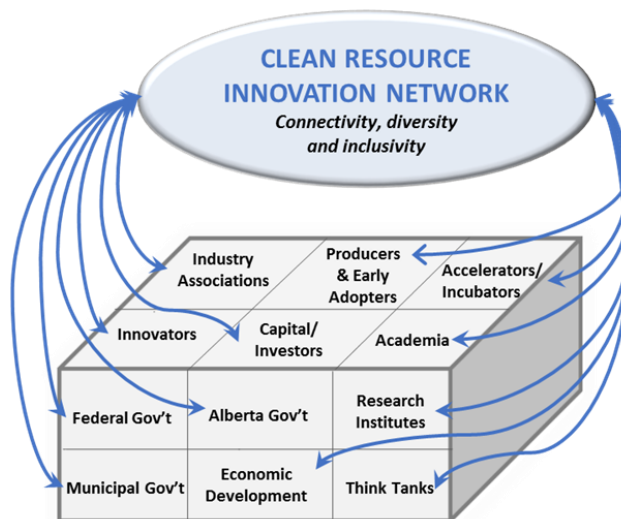 CLEAN RESOURCE
INNOVATION NETWORK
Connectivity, diversity
and inclusivity
Industry
Associations
Producers
& Early
Adopters
Accelerators/
Incubators
Innovators
Capital/
Investors
Academia
Federal Gov't
Alberta Gov't
Research
Institutes
Municipal Gov't
Economic
Development
Think Tanks